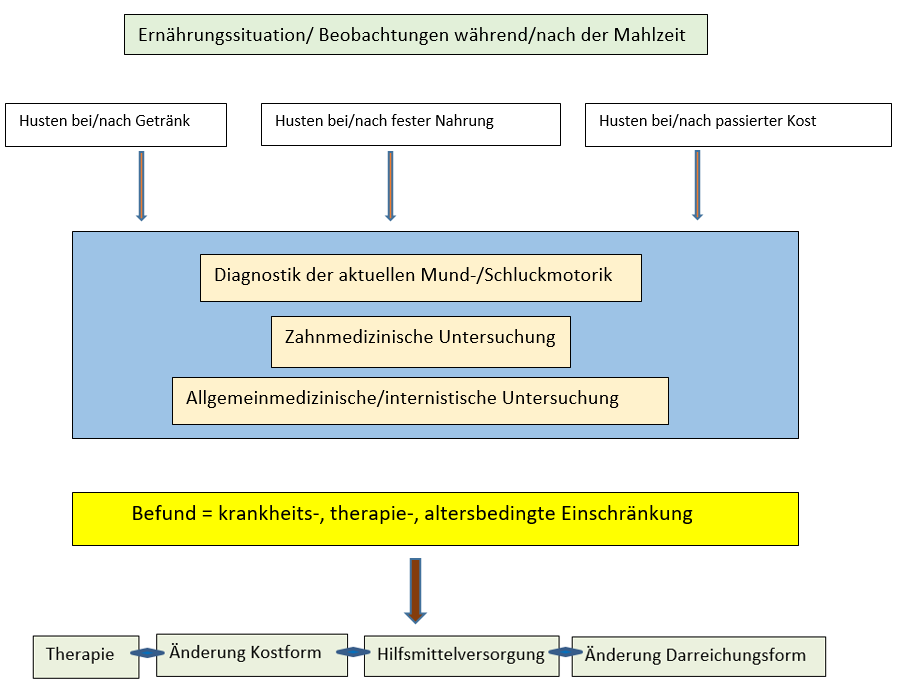 Ernährungssituation/ Beobachtungen während/nach der Mahlzeit
Husten bei/nach Getränk
Husten bei/nach fester Nahrung
Husten bei/nach passierter Kost
Diagnostik der aktuellen Mund-/Schluckmotorik
Zahnmedizinische Untersuchung
Allgemeinmedizinische/internistische Untersuchung
Befund = krankheits-, therapie-, altersbedingte Einschränkung
Therapie
Änderung Kostform
Hilfsmittelversorgung
Änderung Darreichungsform